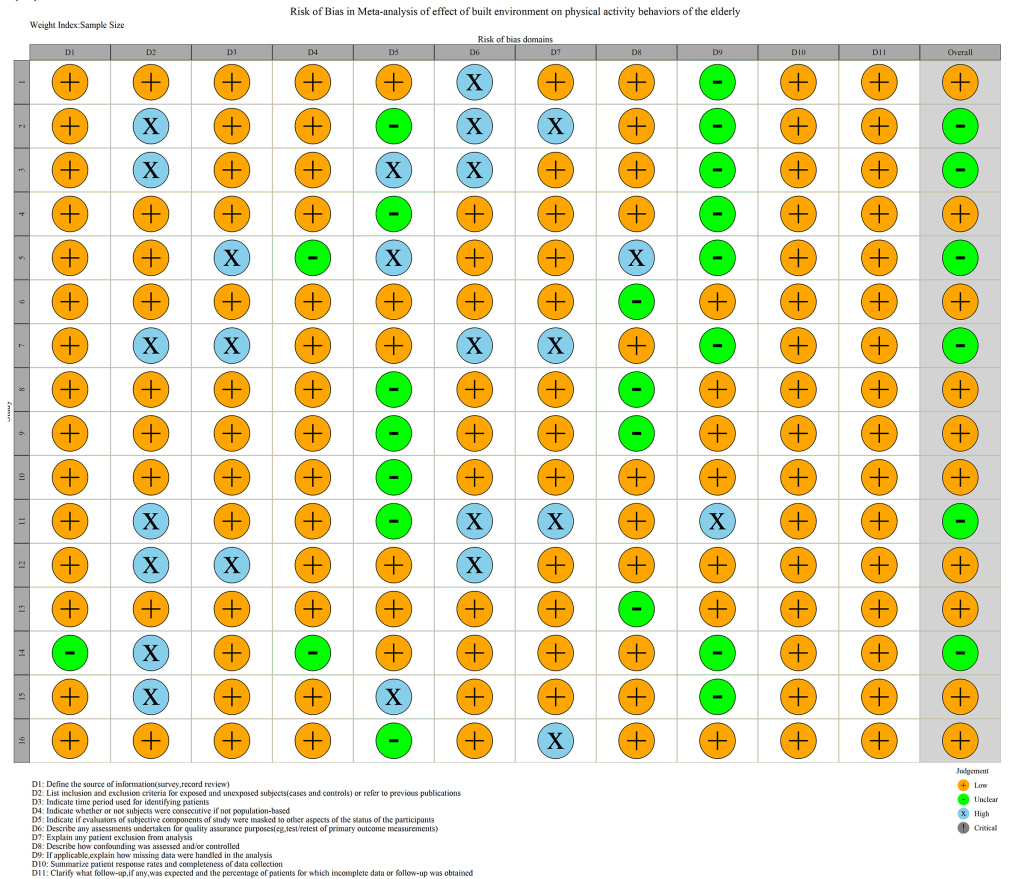 Risk of Bias in Meta-analysis of effect of built environment on physical activity behaviors of the elderly
Weight Index:Sample Size
Risk of bias domains
D1 D2 D3 D4 D5 D6 D7 D8 D9 D10 D11 Overall
1 + + + + + X + + - + + +
2 + X + + - X X + - + + -
3 + X + + X X + + - + + -
4 + + + + - + + + - + + +
5 + + X - X + + X - + + -
6 + + + + + + + - + + + +
7 + X X + + X X + - + + -
8 + + + + - + + - + + + +
9 + + + + - + + - + + + +
10 + + + + - + + + + + + +
11 + X + + - X X + X + + -
12 + X X + + X + + + + + +
13 + + + + + + + - + + + +
14 - X + - + + + + - + + -
15 + X + + X + + + - + + +
16 + + + + - + X + + + + +
D1: Define the source of information(survey,record review)
D2: List inclusion and exclusion criteria for exposed and unexposed subjects(cases and controls) or refer to previous publications
D3: Indicate time period used for identifying patients
D4: Indicate whether or not subjects were consecutive if not population-based
D5: Indicate if evaluators of subjective components of study were masked to other aspects of the status of the participants
D6: Describe any assessments undertaken for quality assurance purposes(eg,test/retest of primary outcome measurements)
D7: Explain any patient exclusion from analysis
D8: Describe how confounding was assessed and/or controlled
D9: If applicable,explain how missing data were handled in the analysis
D10: Summarize patient response rates and completeness of data collection
D11: Clarify what follow-up,if any,was expected and the percentage of patients for which incomplete data or follow-up was obtained
Judgement
+ Low
- Unclear
X High
! Critical